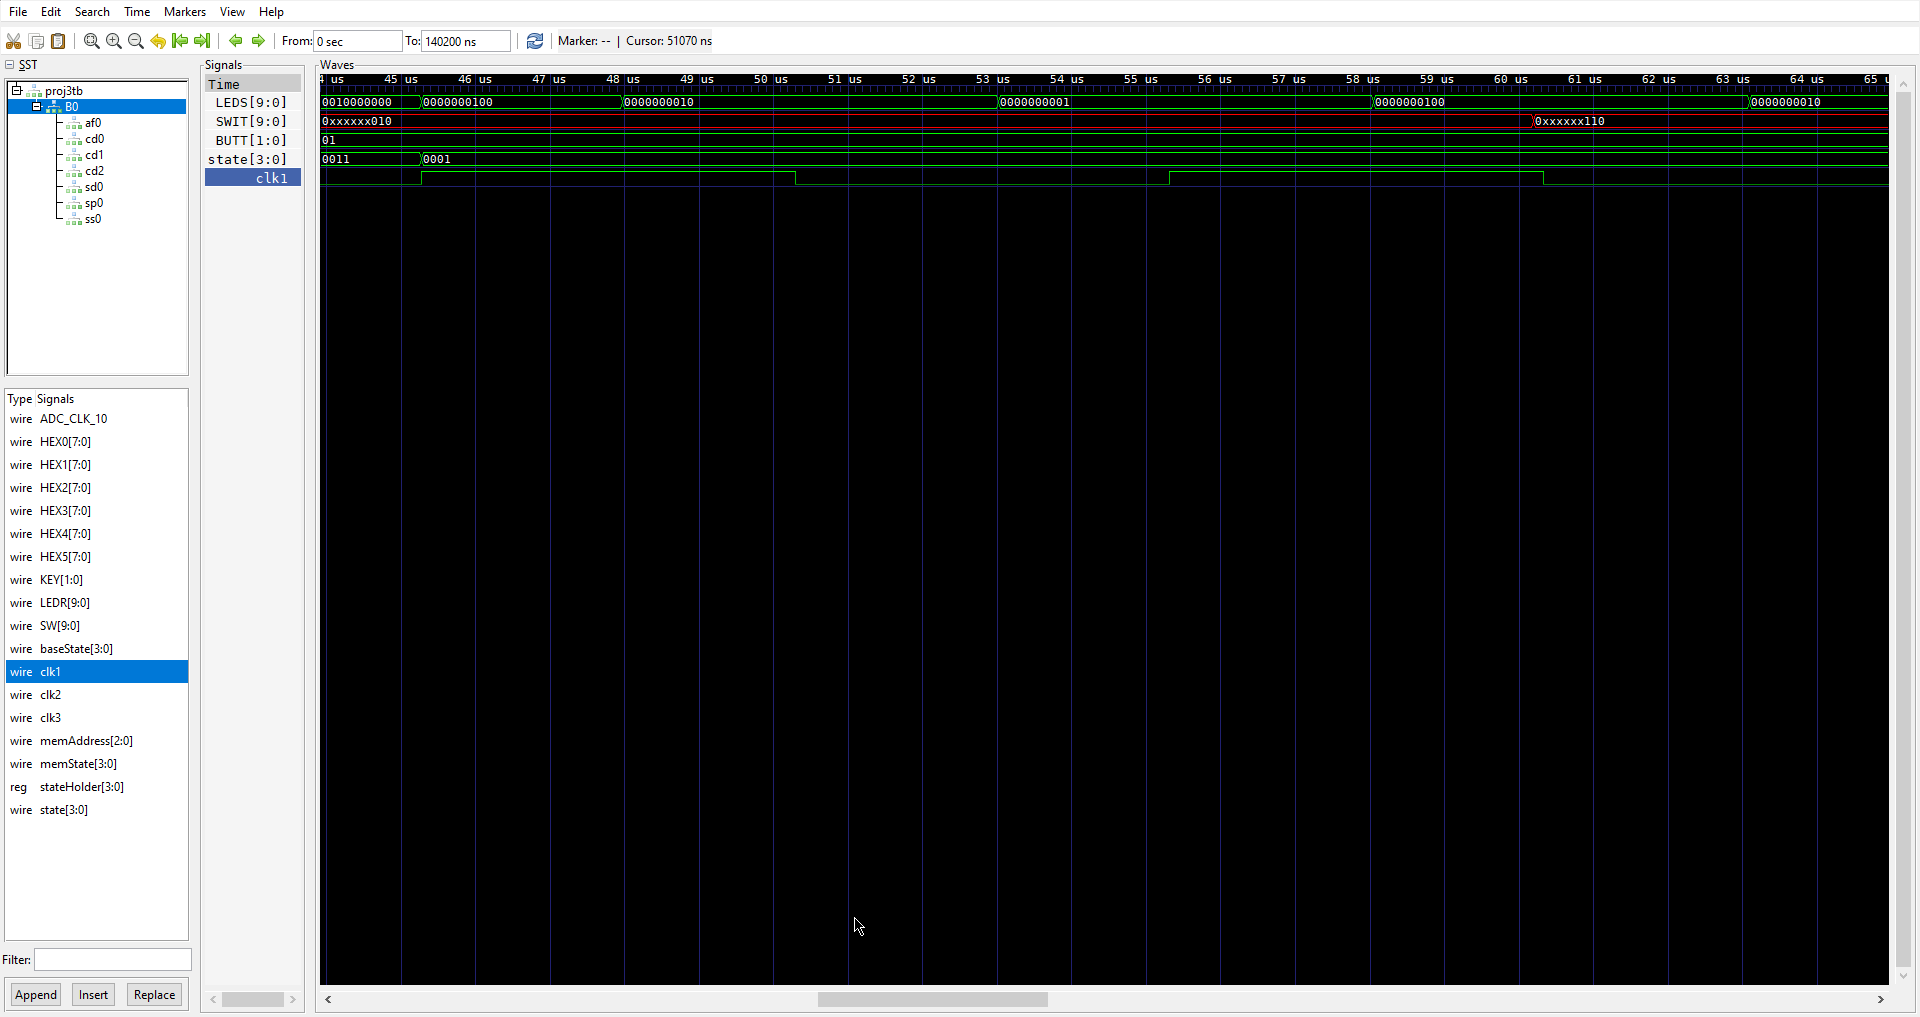 File Edit Search Time Markers View Help
From: 0 sec To: 140200 ns Marker: -- | Cursor: 51070 ns
SST
proj3tb
B0
af0
cd0
cd1
cd2
sd0
sp0
ss0
Type Signals
wire ADC_CLK_10
wire HEX0[7:0]
wire HEX1[7:0]
wire HEX2[7:0]
wire HEX3[7:0]
wire HEX4[7:0]
wire HEX5[7:0]
wire KEY[1:0]
wire LEDR[9:0]
wire SW[9:0]
wire baseState[3:0]
wire clk1
wire clk2
wire clk3
wire memAddress[2:0]
wire memState[3:0]
reg stateHolder[3:0]
wire state[3:0]
Filter:
Append Insert Replace
Signals
Time
LEDS[9:0]
SWIT[9:0]
BUTT[1:0]
state[3:0]
clk1
Waves
4 us 45 us 46 us 47 us 48 us 49 us 50 us 51 us 52 us 53 us 54 us 55 us 56 us 57 us 58 us 59 us 60 us 61 us 62 us 63 us 64 us 65 u
0010000000 0000000100 0000000010 0000000001 0000000100 0000000010
0xxxxxx010 0xxxxxx110
01
0011 0001